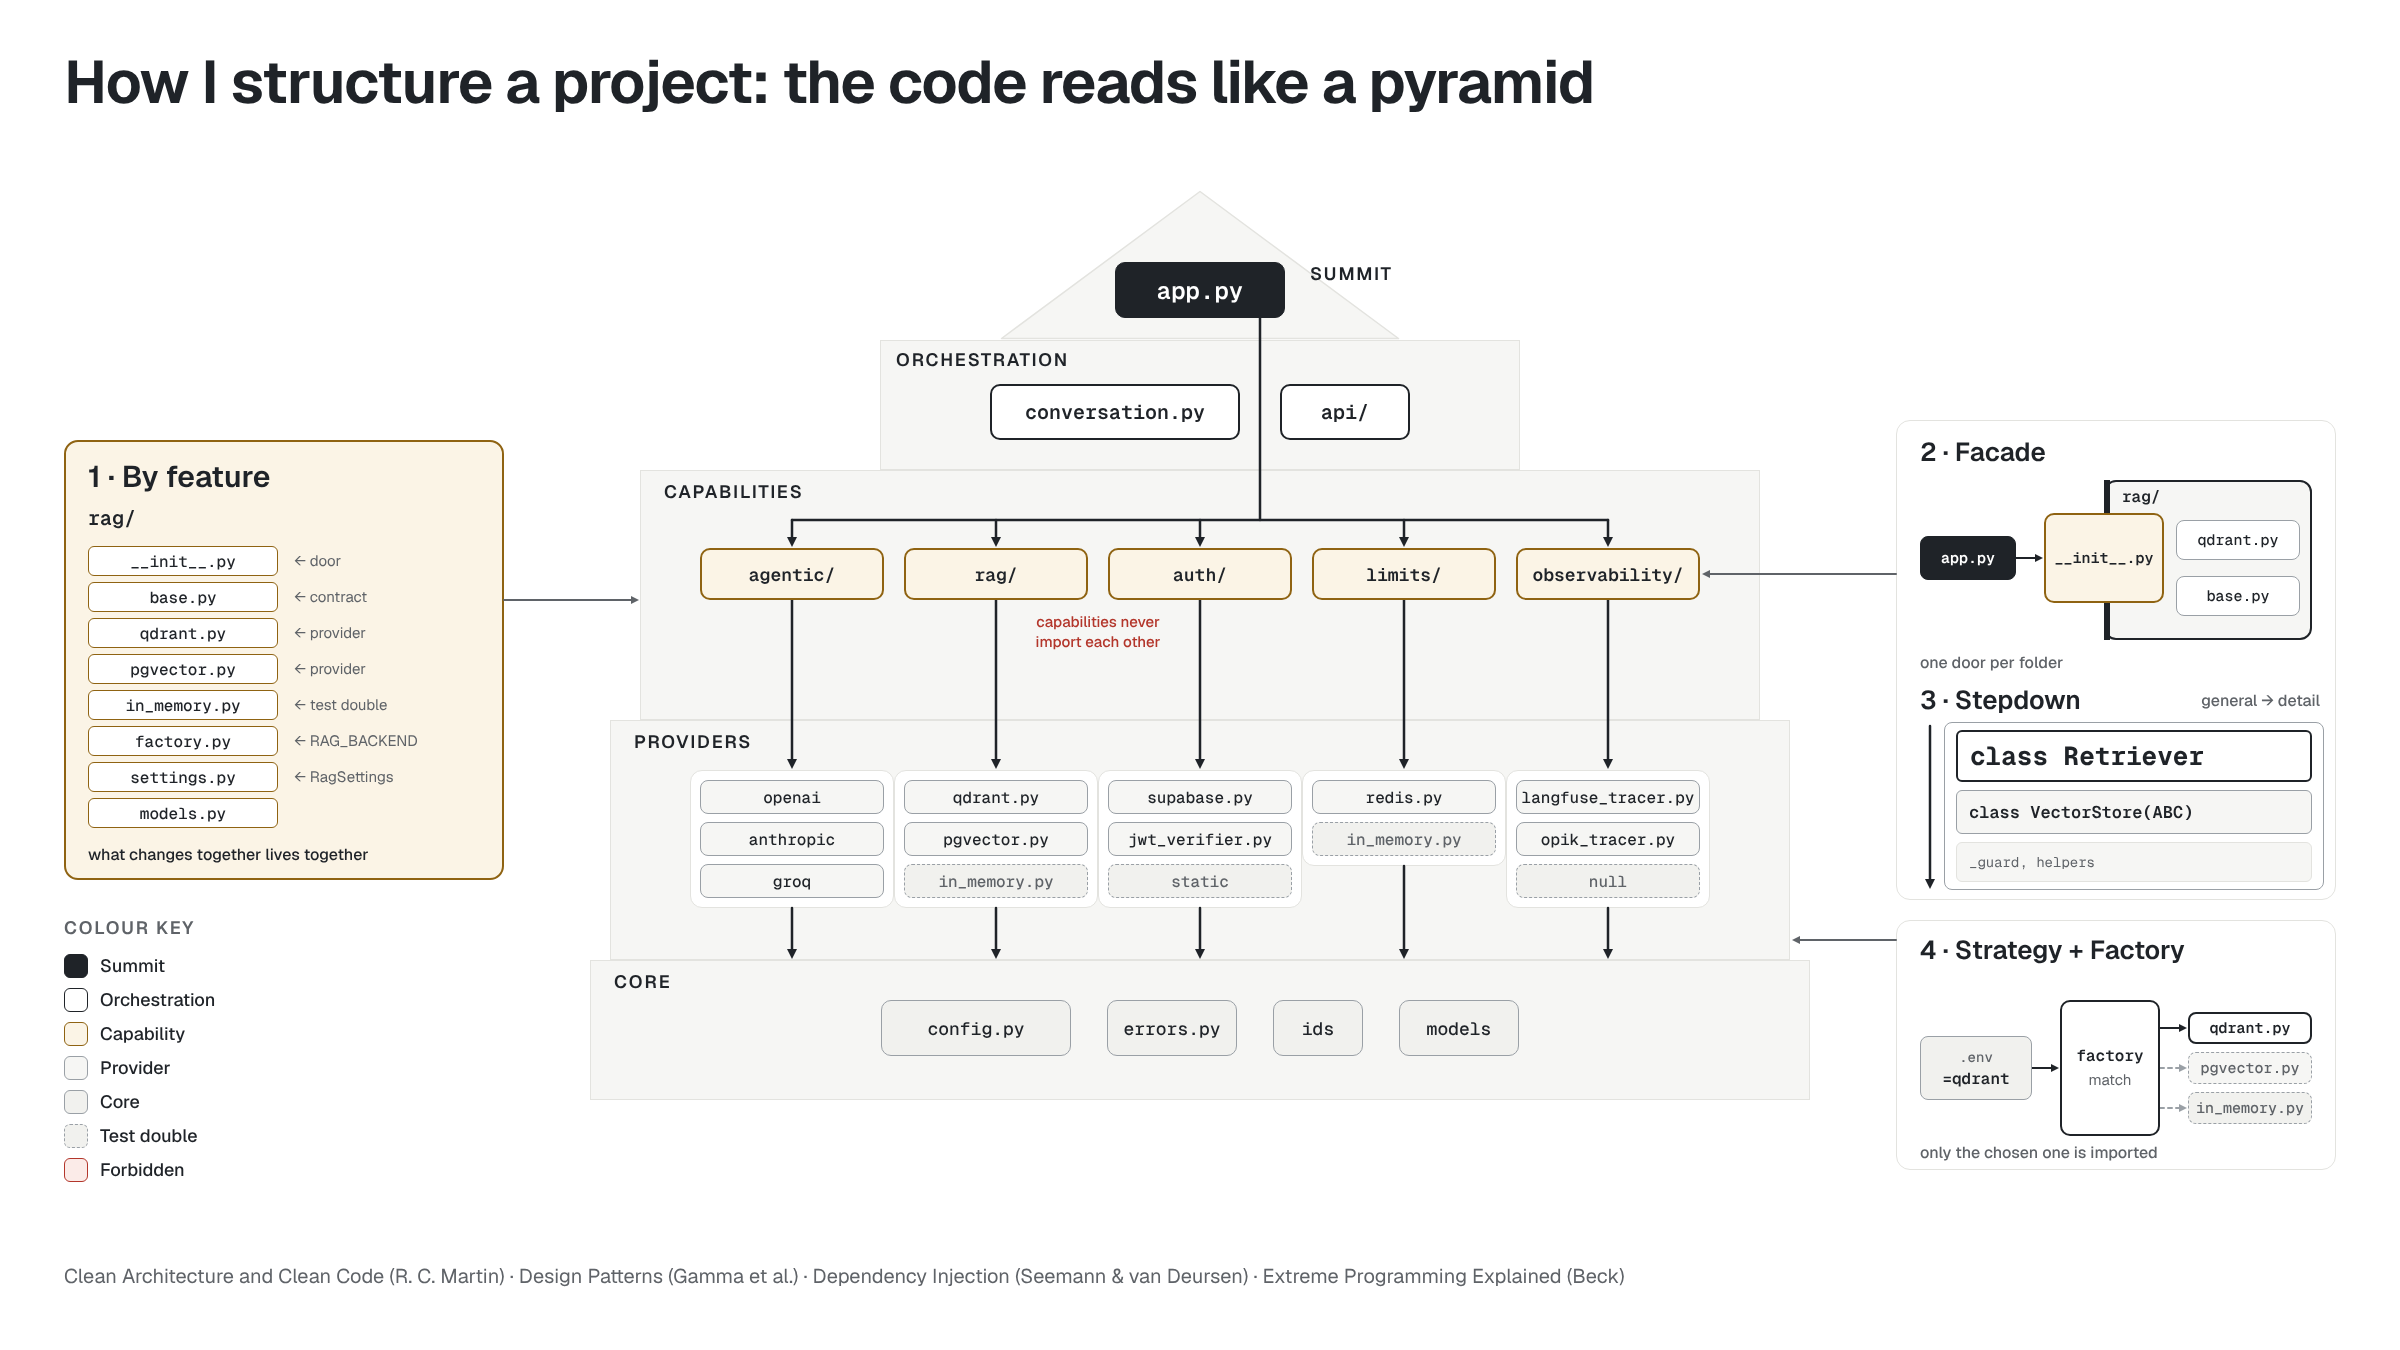 How I structure a project: the code reads like a pyramid
app.py
SUMMIT
ORCHESTRATION
conversation.py
api/
CAPABILITIES
agentic/
rag/
auth/
limits/
observability/
capabilities never
import each other
PROVIDERS
openai
anthropic
groq
qdrant.py
pgvector.py
in_memory.py
supabase.py
jwt_verifier.py
static
redis.py
in_memory.py
langfuse_tracer.py
opik_tracer.py
null
CORE
config.py
errors.py
ids
models
1 · By feature
rag/
__init__.py ← door
base.py ← contract
qdrant.py ← provider
pgvector.py ← provider
in_memory.py ← test double
factory.py ← RAG_BACKEND
settings.py ← RagSettings
models.py
what changes together lives together
COLOUR KEY
Summit
Orchestration
Capability
Provider
Core
Test double
Forbidden
2 · Facade
rag/
app.py
__init__.py
qdrant.py
base.py
one door per folder
3 · Stepdown
general → detail
class Retriever
class VectorStore(ABC)
_guard, helpers
4 · Strategy + Factory
.env
=qdrant
factory
match
qdrant.py
pgvector.py
in_memory.py
only the chosen one is imported
Clean Architecture and Clean Code (R. C. Martin) · Design Patterns (Gamma et al.) · Dependency Injection (Seemann & van Deursen) · Extreme Programming Explained (Beck)